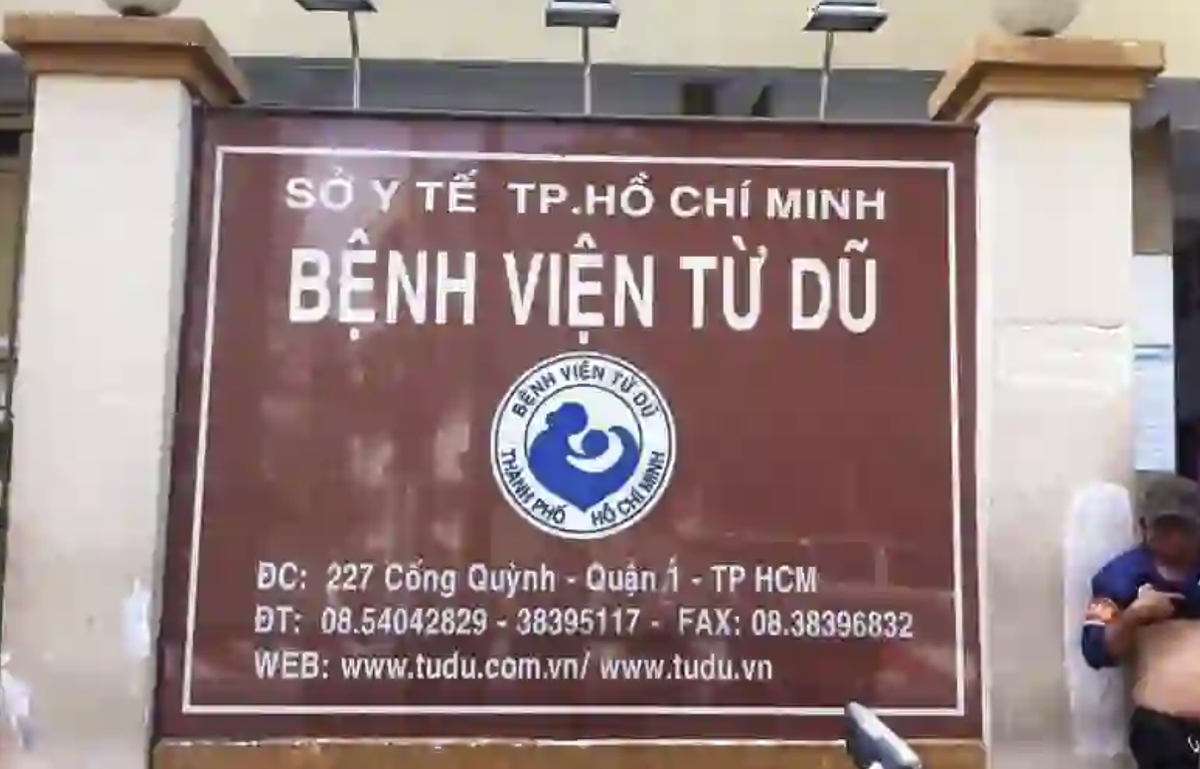 SỞ Y TẾ TP.HỒ CHÍ MINH
BỆNH VIỆN TỪ DŨ
BỆNH VIỆN TỪ DŨ
THÀNH PHỐ HỒ CHÍ MINH
ĐC: 227 Cống Quỳnh - Quận 1 - TP HCM
ĐT: 08.54042829 - 38395117 - FAX: 08.38396832
WEB: www.tudu.com.vn/ www.tudu.vn